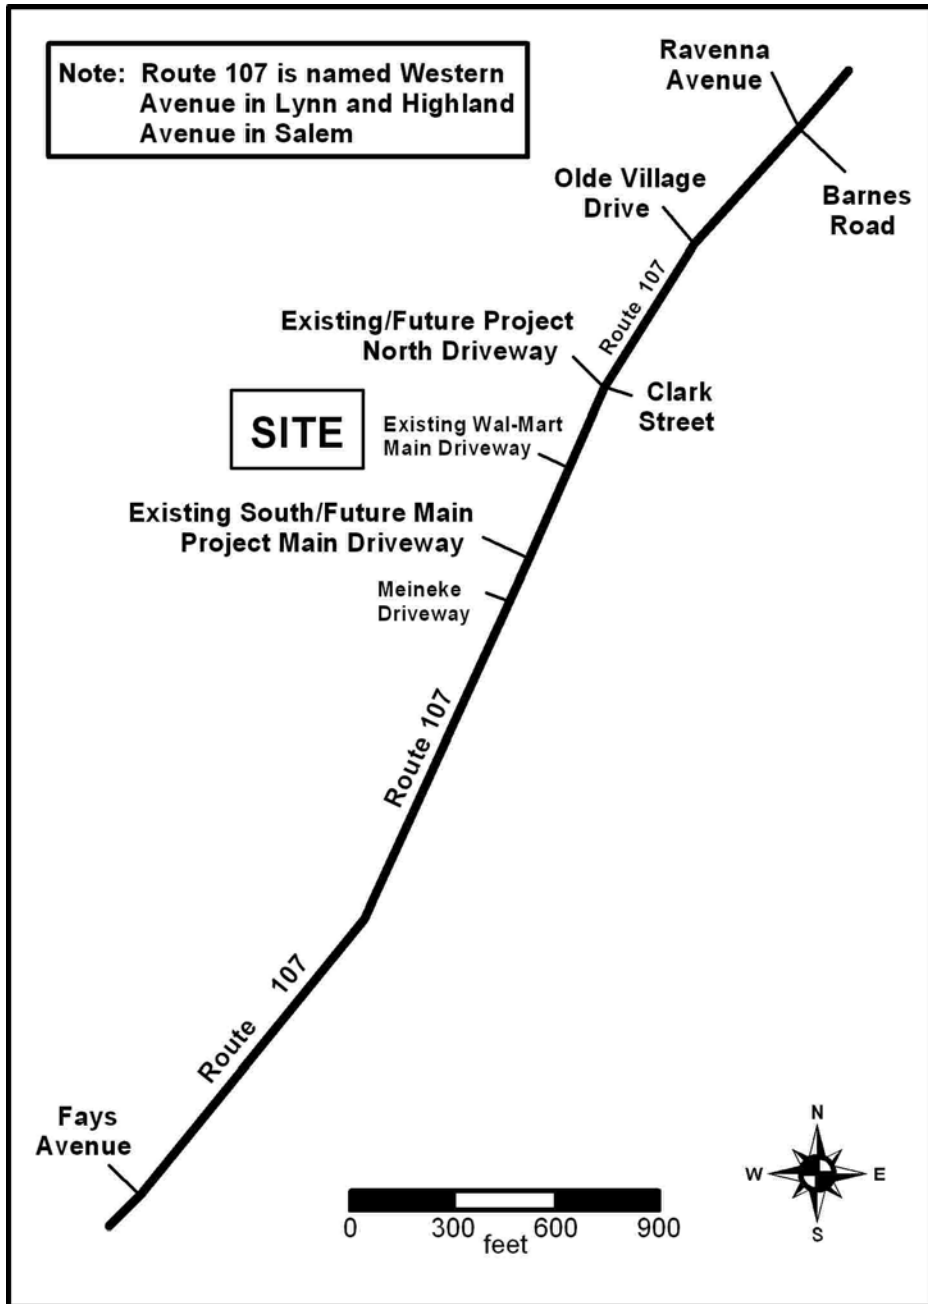 Note: Route 107 is named Western
Avenue in Lynn and Highland
Avenue in Salem
Ravenna
Avenue
Barnes
Road
Olde Village
Drive
Route 107
Existing/Future Project
North Driveway
Clark
Street
SITE
Existing Wal-Mart
Main Driveway
Existing South/Future Main
Project Main Driveway
Meineke
Driveway
Route 107
Route 107
Fays
Avenue
N
W E
S
0 300 600 900
feet